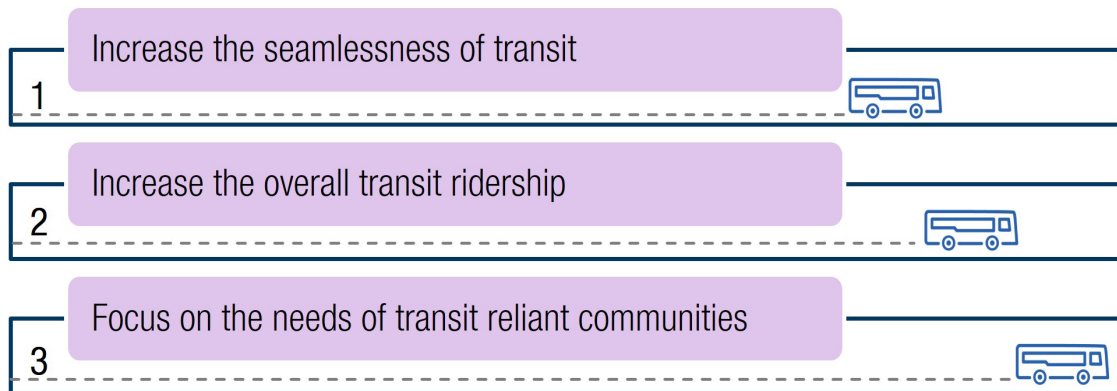 Increase the seamlessness of transit
1
Increase the overall transit ridership
2
Focus on the needs of transit reliant communities
3